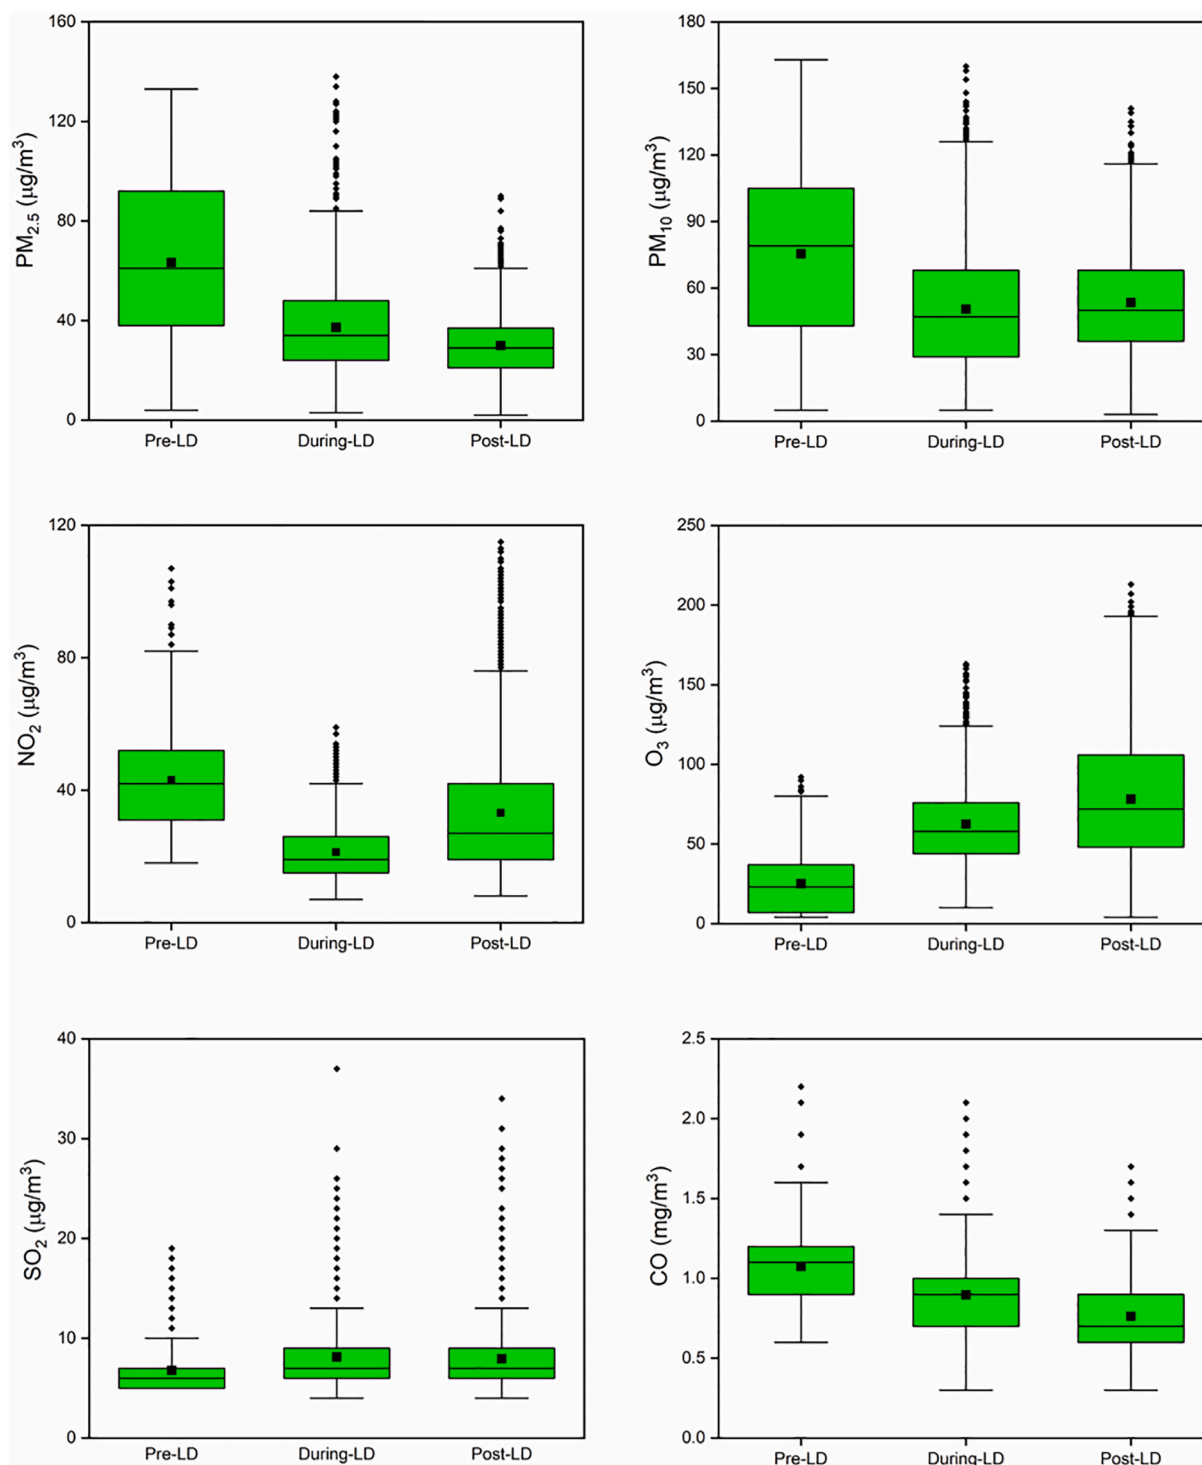 160
120
80
40
0
PM2.5 (μg/m3)
Pre-LD
During-LD
Post-LD
180
150
120
90
60
30
0
PM10 (μg/m3)
Pre-LD
During-LD
Post-LD
120
80
40
0
NO2 (μg/m3)
Pre-LD
During-LD
Post-LD
250
200
150
100
50
0
O3 (μg/m3)
Pre-LD
During-LD
Post-LD
40
30
20
10
0
SO2 (μg/m3)
Pre-LD
During-LD
Post-LD
2.5
2.0
1.5
1.0
0.5
0.0
CO (mg/m3)
Pre-LD
During-LD
Post-LD